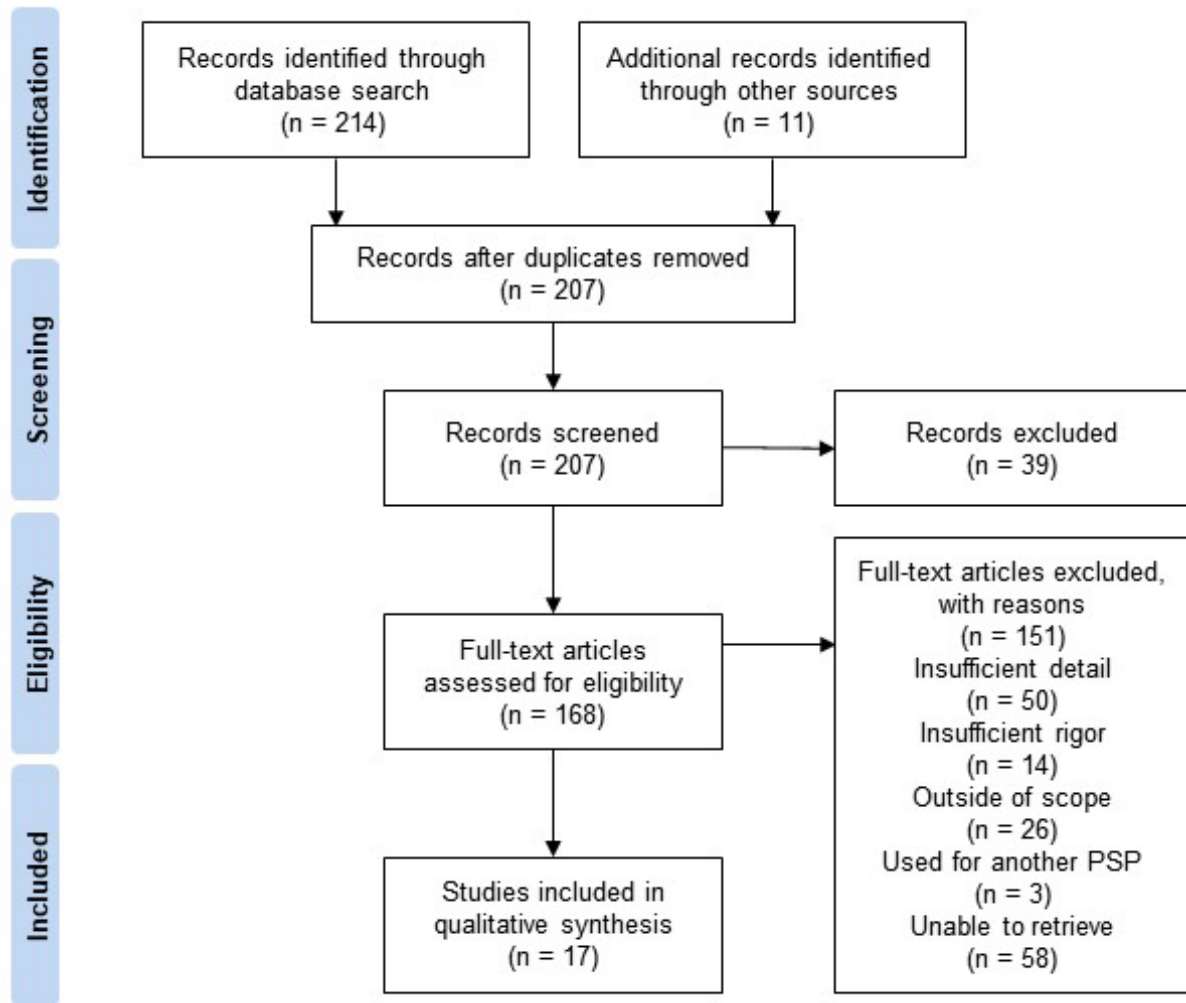 Identification
Records identified through
database search
(n = 214)
Additional records identified
through other sources
(n = 11)
Records after duplicates removed
(n = 207)
Screening
Records screened
(n = 207)
Records excluded
(n = 39)
Eligibility
Full-text articles
assessed for eligibility
(n = 168)
Full-text articles excluded,
with reasons
(n = 151)
Insufficient detail
(n = 50)
Insufficient rigor
(n = 14)
Outside of scope
(n = 26)
Used for another PSP
(n = 3)
Unable to retrieve
(n = 58)
Included
Studies included in
qualitative synthesis
(n = 17)